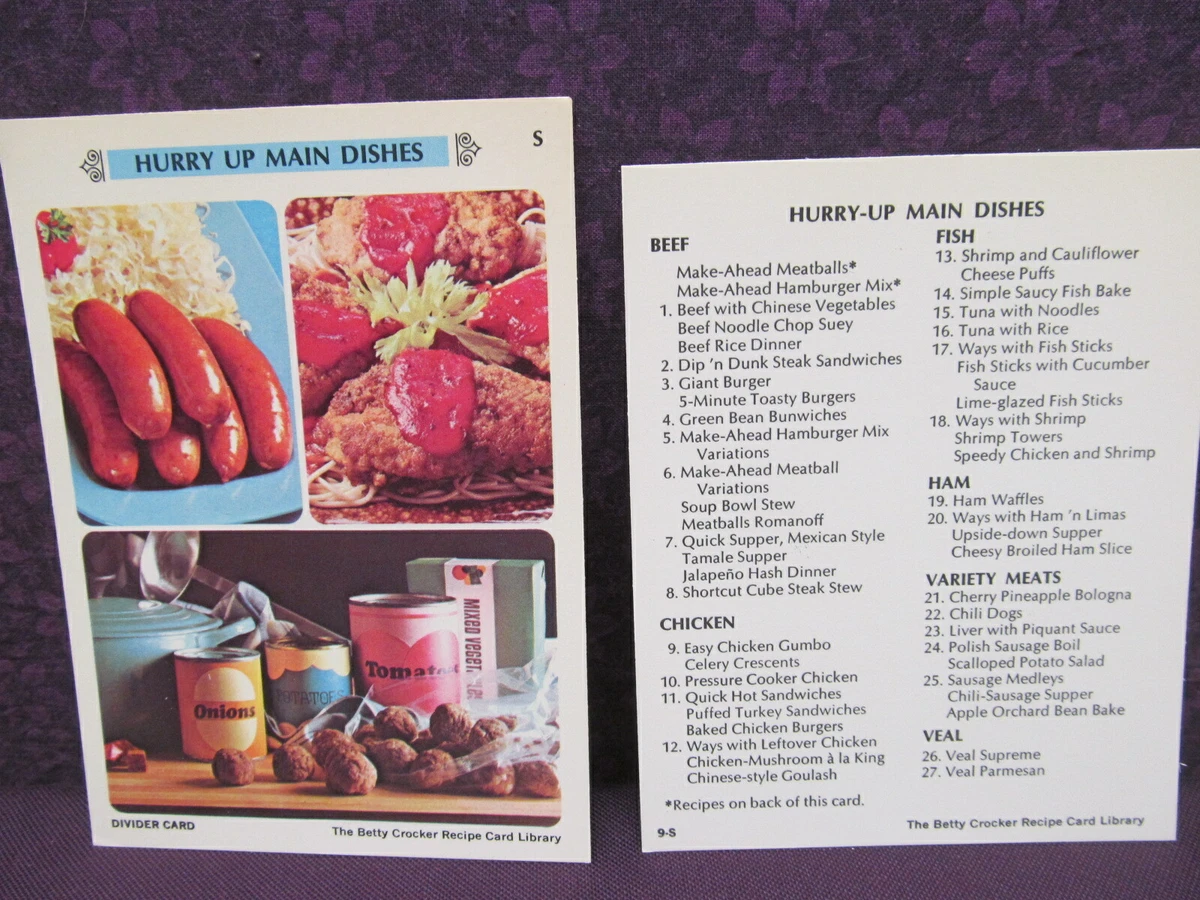 HURRY UP MAIN DISHES
S
Onions
POTATOES
Tomatoes
MIXED VEGET
DIVIDER CARD
The Betty Crocker Recipe Card Library
HURRY-UP MAIN DISHES
BEEF
Make-Ahead Meatballs*
Make-Ahead Hamburger Mix*
1. Beef with Chinese Vegetables
Beef Noodle Chop Suey
Beef Rice Dinner
2. Dip 'n Dunk Steak Sandwiches
3. Giant Burger
5-Minute Toasty Burgers
4. Green Bean Bunwiches
5. Make-Ahead Hamburger Mix
Variations
6. Make-Ahead Meatball
Variations
Soup Bowl Stew
Meatballs Romanoff
7. Quick Supper, Mexican Style
Tamale Supper
Jalapeño Hash Dinner
8. Shortcut Cube Steak Stew
CHICKEN
9. Easy Chicken Gumbo
Celery Crescents
10. Pressure Cooker Chicken
11. Quick Hot Sandwiches
Puffed Turkey Sandwiches
Baked Chicken Burgers
12. Ways with Leftover Chicken
Chicken-Mushroom à la King
Chinese-style Goulash
*Recipes on back of this card.
9-S
FISH
13. Shrimp and Cauliflower
Cheese Puffs
14. Simple Saucy Fish Bake
15. Tuna with Noodles
16. Tuna with Rice
17. Ways with Fish Sticks
Fish Sticks with Cucumber
Sauce
Lime-glazed Fish Sticks
18. Ways with Shrimp
Shrimp Towers
Speedy Chicken and Shrimp
HAM
19. Ham Waffles
20. Ways with Ham 'n Limas
Upside-down Supper
Cheesy Broiled Ham Slice
VARIETY MEATS
21. Cherry Pineapple Bologna
22. Chili Dogs
23. Liver with Piquant Sauce
24. Polish Sausage Boil
Scalloped Potato Salad
25. Sausage Medleys
Chili-Sausage Supper
Apple Orchard Bean Bake
VEAL
26. Veal Supreme
27. Veal Parmesan
The Betty Crocker Recipe Card Library